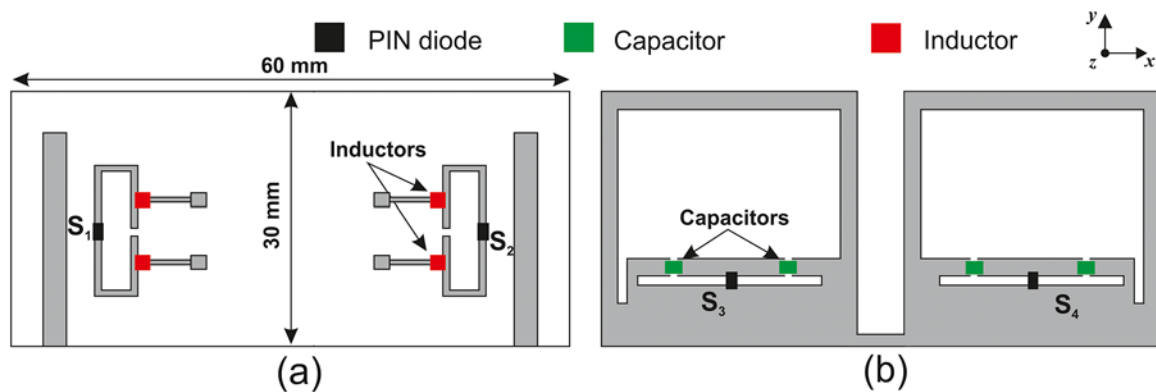 PIN diode Capacitor Inductor y
z x
60 mm
Inductors
30 mm
S1 S2
Capacitors
S3 S4
(a) (b)